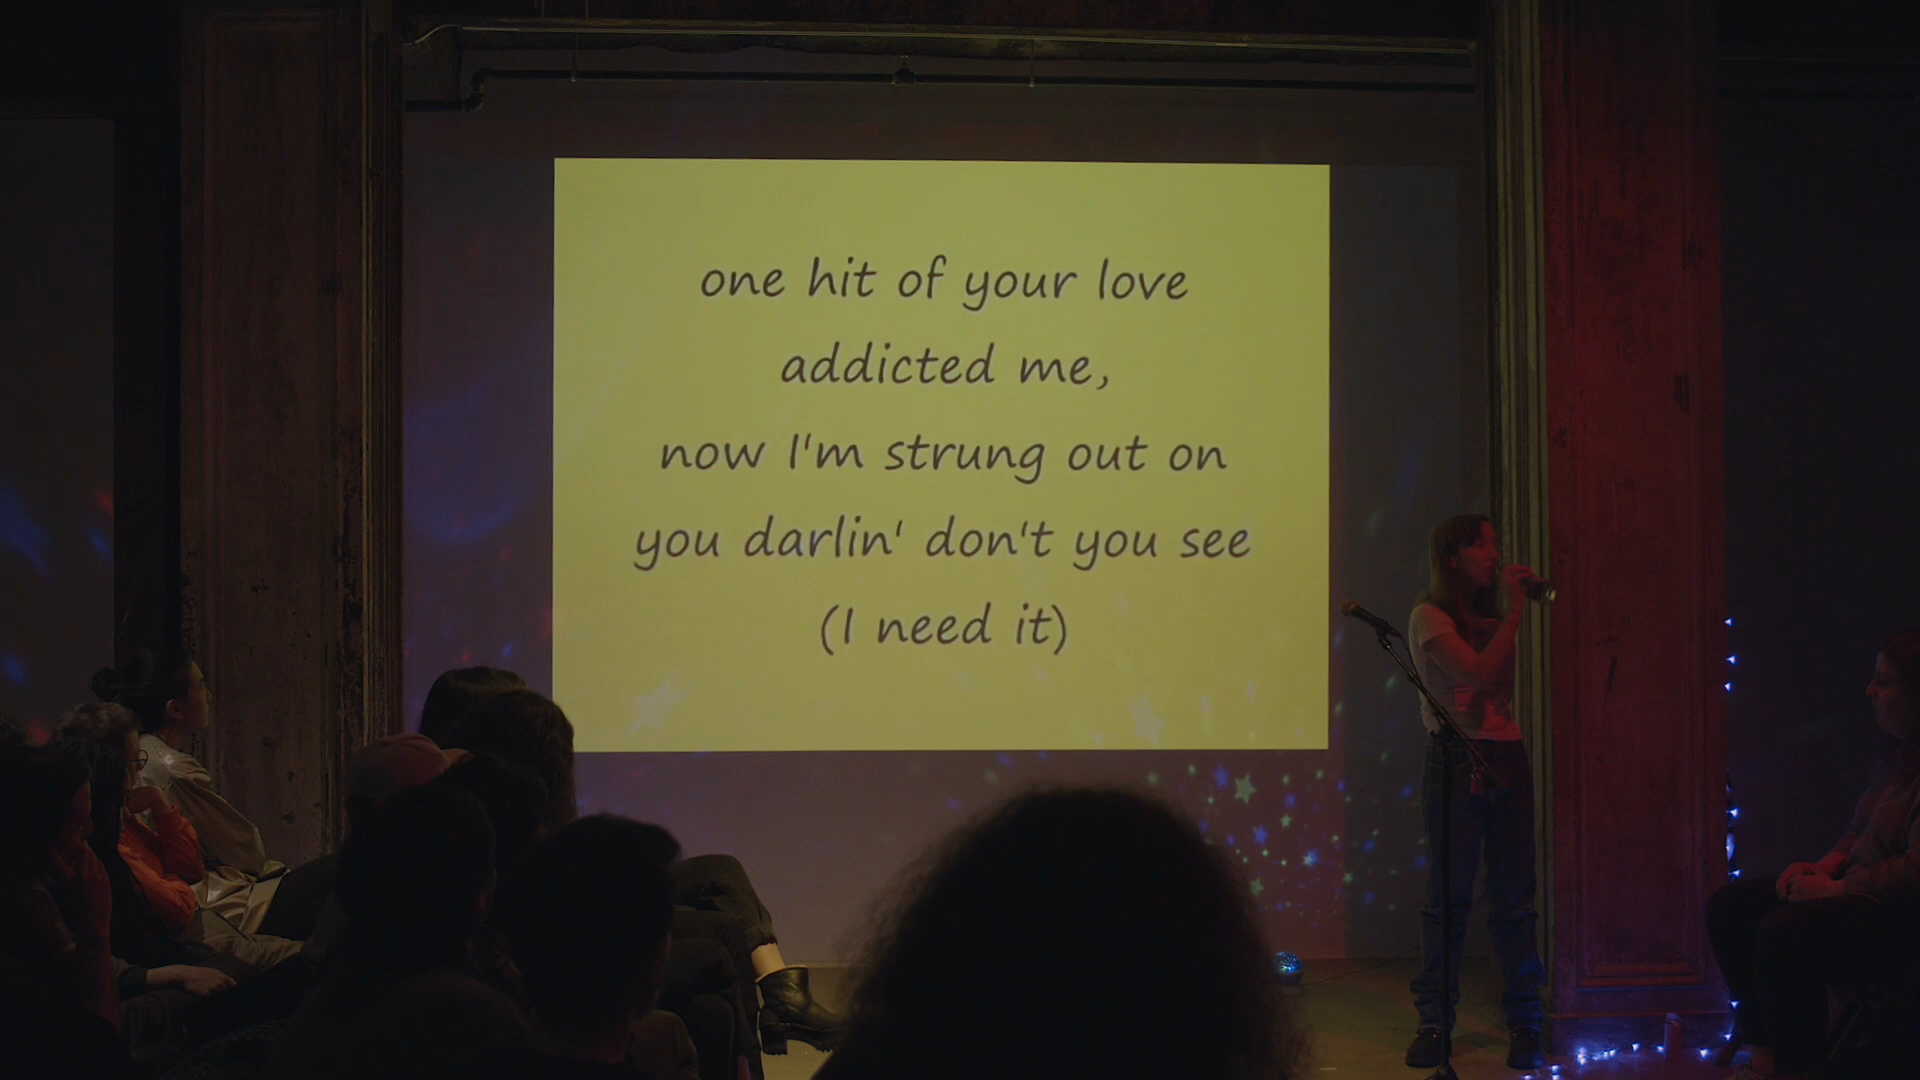 one hit of your love
addicted me,
now I'm strung out on
you darlin' don't you see
(I need it)